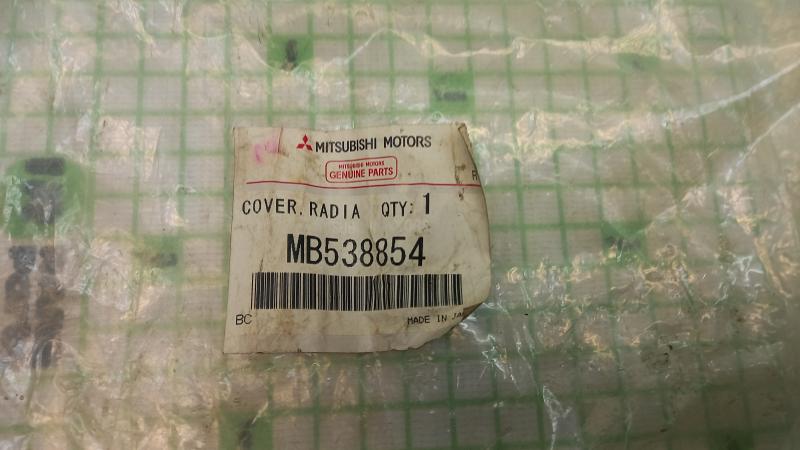 MITSUBISHI MOTORS
MITSUBISHI MOTORS
GENUINE PARTS
COVER, RADIA QTY: 1
MB538854
BC MADE IN JA